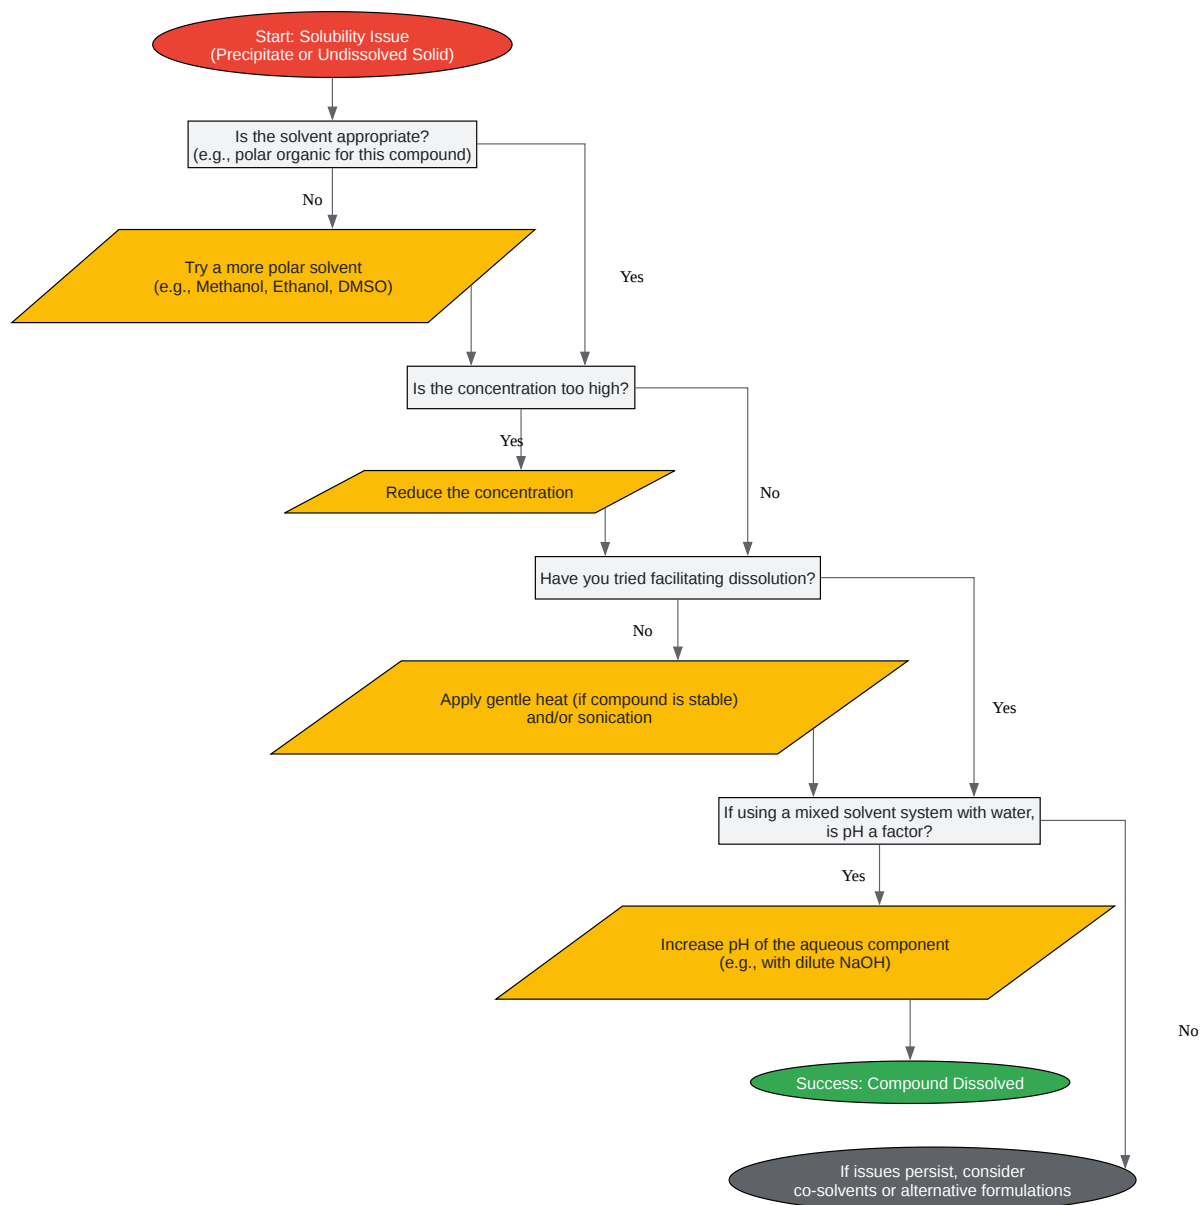 Start: Solubility Issue
(Precipitate or Undissolved Solid)
Is the solvent appropriate?
(e.g., polar organic for this compound)
No
Try a more polar solvent
(e.g., Methanol, Ethanol, DMSO)
Yes
Is the concentration too high?
Yes
Reduce the concentration
No
Have you tried facilitating dissolution?
No
Apply gentle heat (if compound is stable)
and/or sonication
Yes
If using a mixed solvent system with water,
is pH a factor?
Yes
Increase pH of the aqueous component
(e.g., with dilute NaOH)
No
Success: Compound Dissolved
If issues persist, consider
co-solvents or alternative formulations